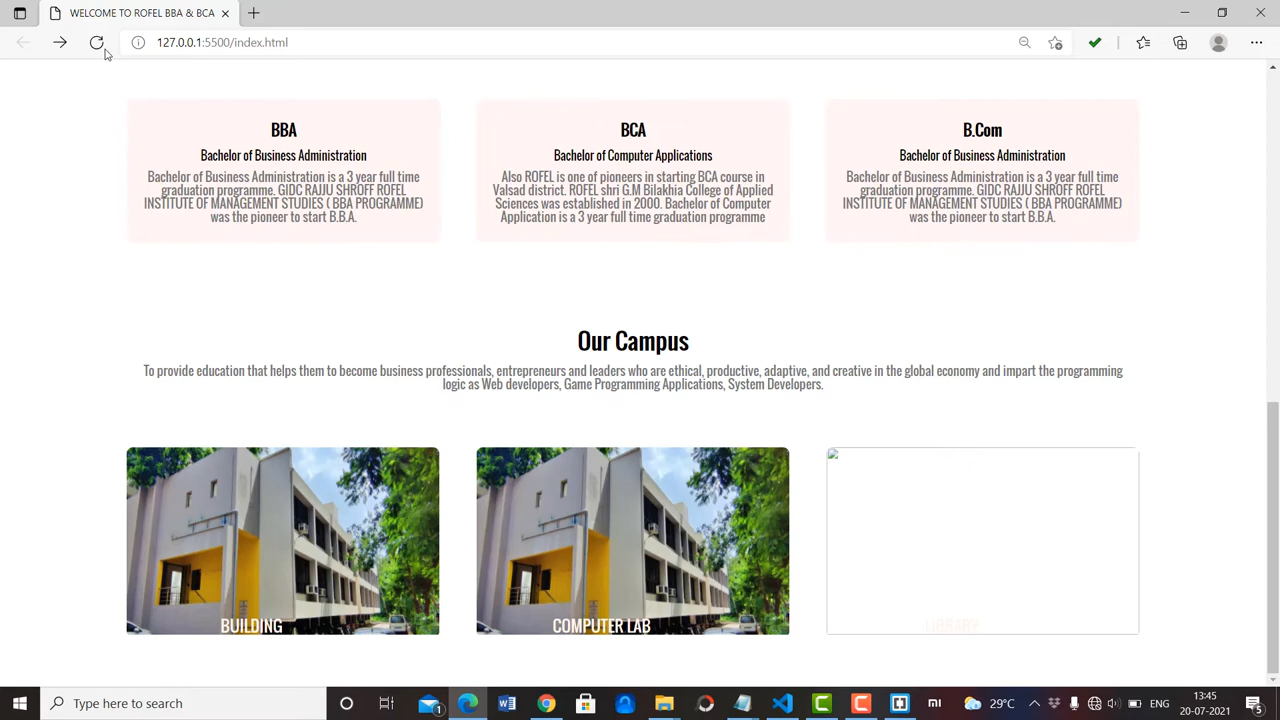 WELCOME TO ROFEL BBA & BCA
127.0.0.1:5500/index.html
BBA
Bachelor of Business Administration
Bachelor of Business Administration is a 3 year full time
graduation programme. GIDC RAJJU SHROFF ROFEL
INSTITUTE OF MANAGEMENT STUDIES ( BBA PROGRAMME)
was the pioneer to start B.B.A.
BCA
Bachelor of Computer Applications
Also ROFEL is one of pioneers in starting BCA course in
Valsad district. ROFEL shri G.M Bilakhia College of Applied
Sciences was established in 2000. Bachelor of Computer
Application is a 3 year full time graduation programme
B.Com
Bachelor of Business Administration
Bachelor of Business Administration is a 3 year full time
graduation programme. GIDC RAJJU SHROFF ROFEL
INSTITUTE OF MANAGEMENT STUDIES ( BBA PROGRAMME)
was the pioneer to start B.B.A.
Our Campus
To provide education that helps them to become business professionals, entrepreneurs and leaders who are ethical, productive, adaptive, and creative in the global economy and impart the programming
logic as Web developers, Game Programming Applications, System Developers.
BUILDING
COMPUTER LAB
LIBRARY
Type here to search
1
29°C
ENG
13:45
20-07-2021
5